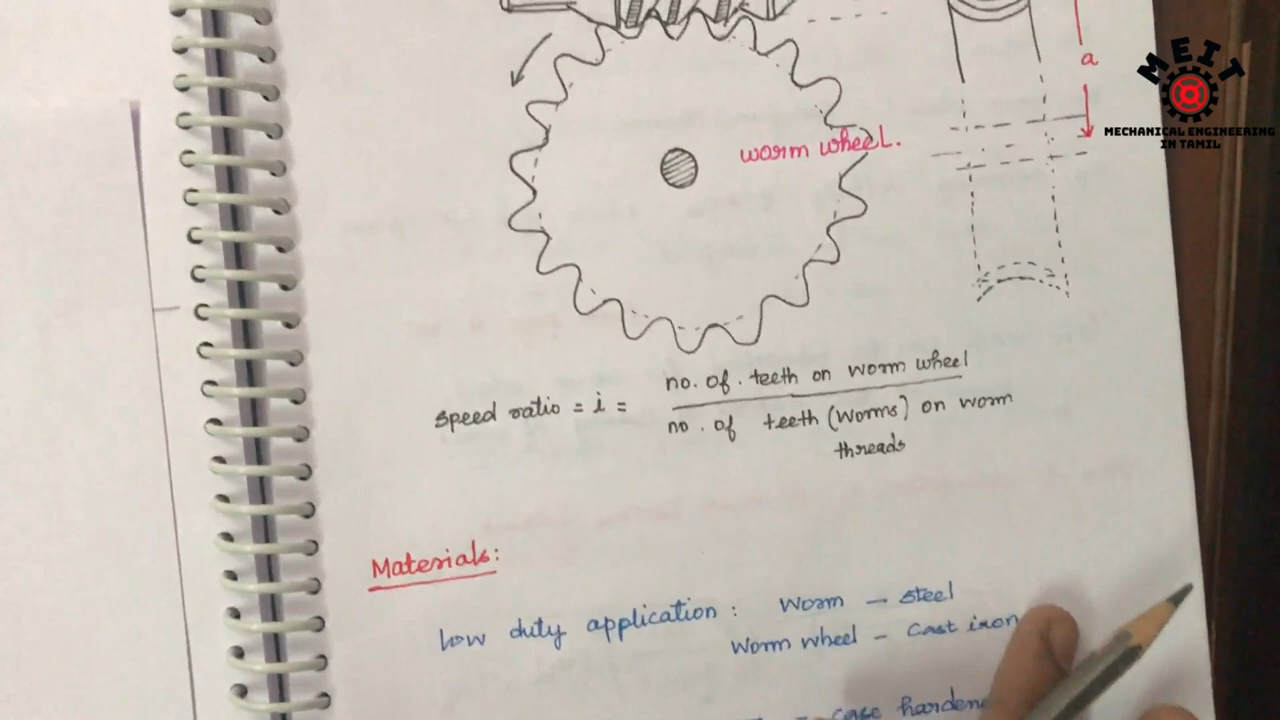 a
MEIT
MECHANICAL ENGINEERING
IN TAMIL
worm wheel.
speed ratio = i = no. of. teeth on worm wheel
no. of teeth (worms) on worm
threads
Materials:
Low duty application : Worm – steel
Worm wheel – cast iron
– case hardene